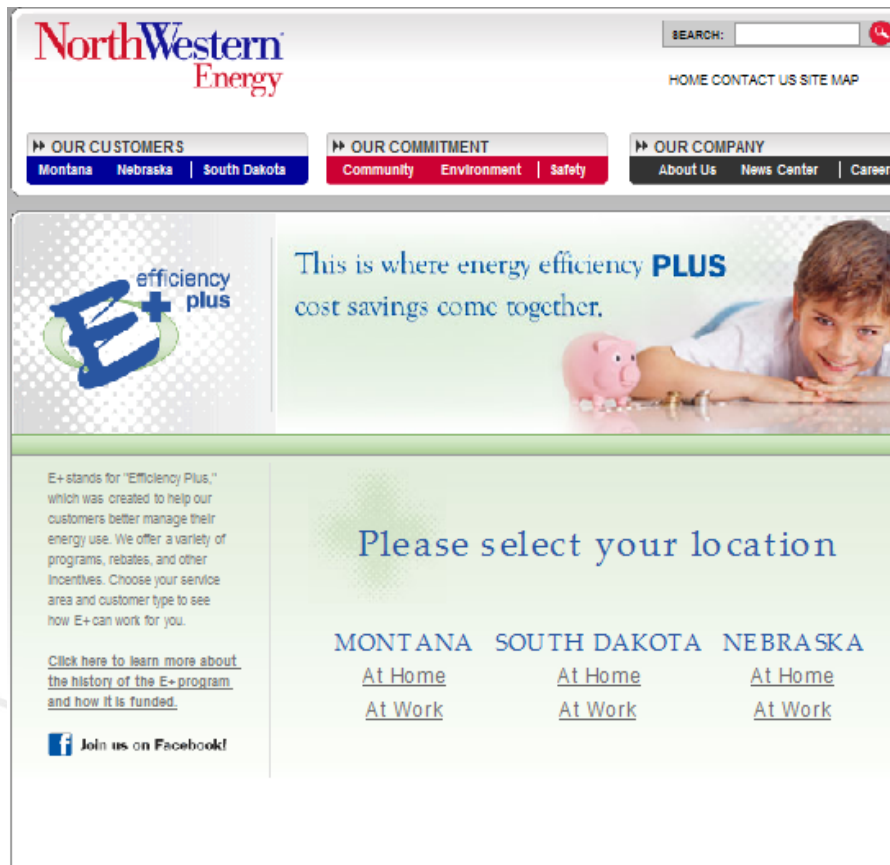 NorthWestern
Energy
SEARCH:
HOME CONTACT US SITE MAP
OUR CUSTOMERS
Montana Nebraska | South Dakota
OUR COMMITMENT
Community Environment | Safety
OUR COMPANY
About Us News Center | Career
E+ efficiency
plus
This is where energy efficiency PLUS
cost savings come together.
E+ stands for "Efficiency Plus,"
which was created to help our
customers better manage their
energy use. We offer a variety of
programs, rebates, and other
incentives. Choose your service
area and customer type to see
how E+ can work for you.
Click here to learn more about
the history of the E+ program
and how it is funded.
f Join us on Facebook!
Please select your location
MONTANA SOUTH DAKOTA NEBRASKA
At Home At Home At Home
At Work At Work At Work